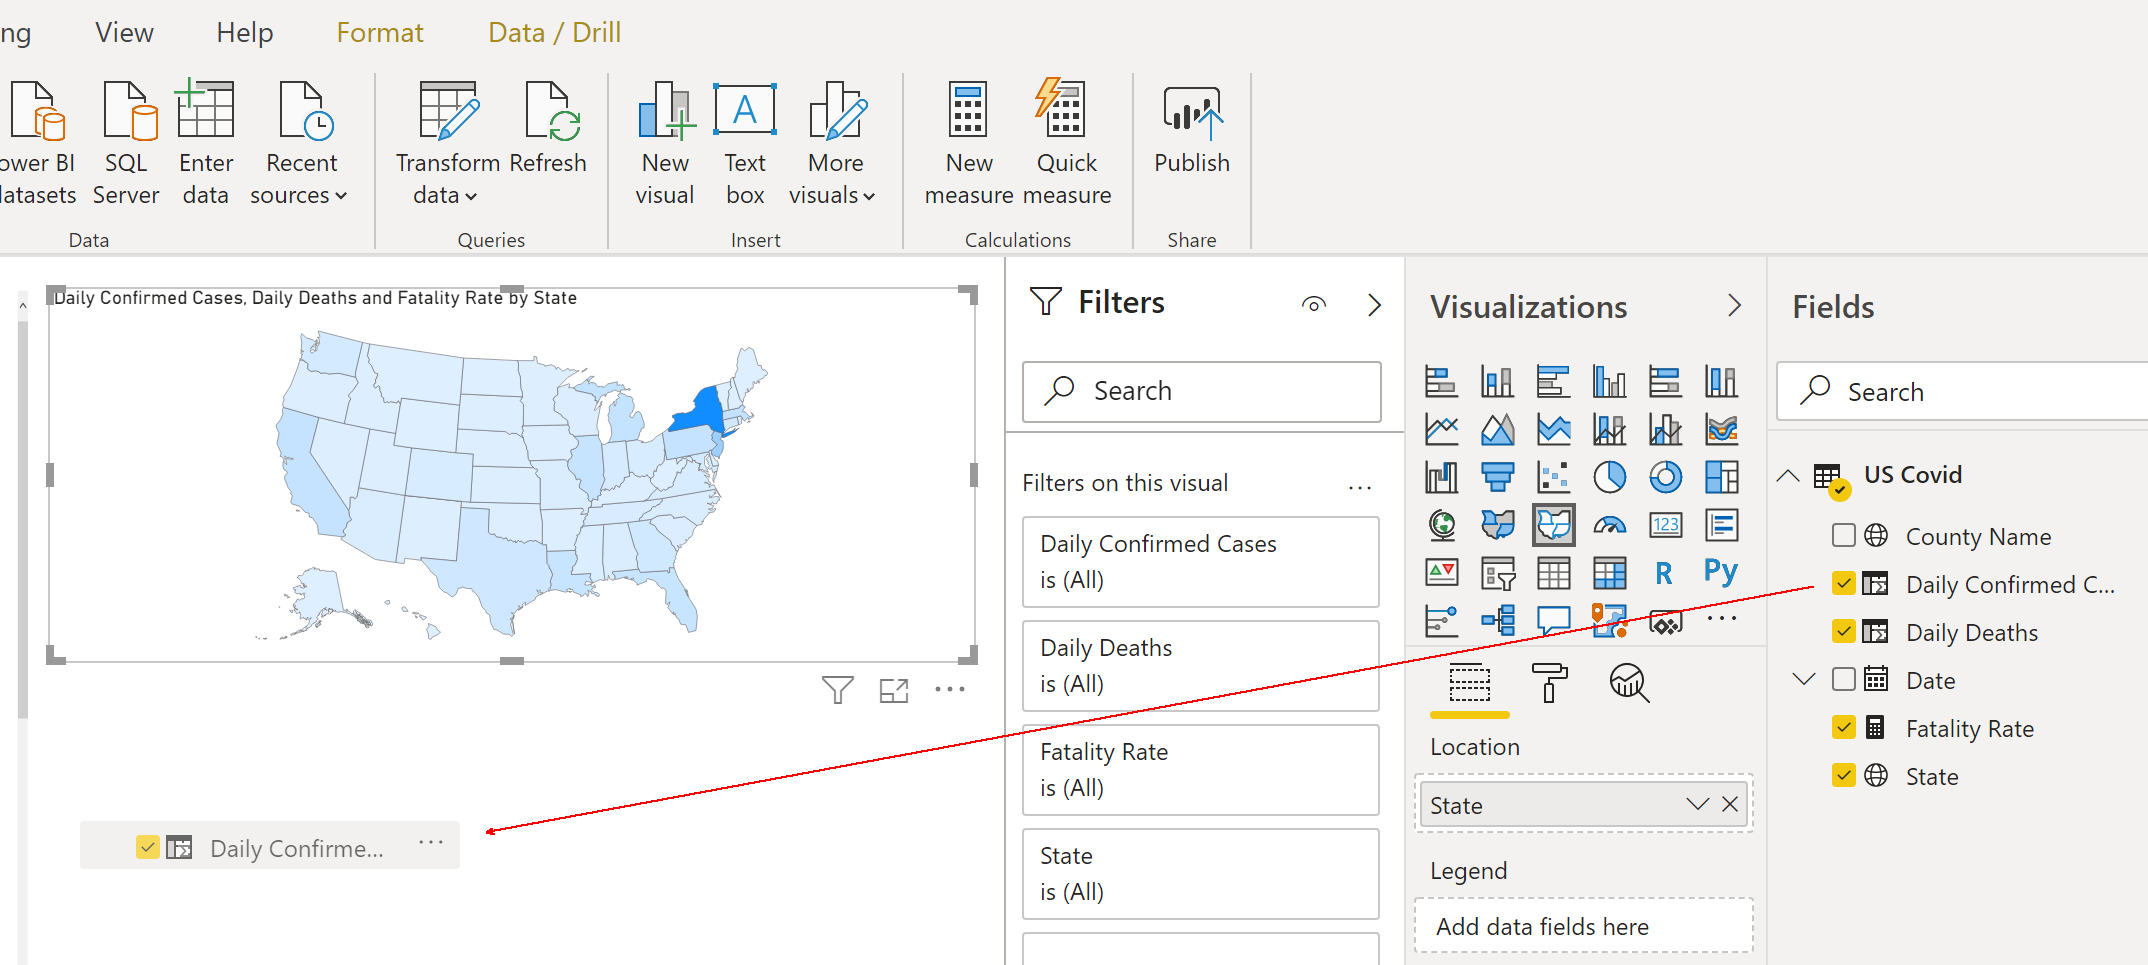 ng View Help Format Data / Drill
ower BI
datasets
SQL
Server
Enter
data
Recent
sources
Transform
data
Refresh
New
visual
Text
box
More
visuals
New
measure
Quick
measure
Publish
Data
Queries
Insert
Calculations
Share
Daily Confirmed Cases, Daily Deaths and Fatality Rate by State
Daily Confirme...
Filters
Search
Filters on this visual
Daily Confirmed Cases
is (All)
Daily Deaths
is (All)
Fatality Rate
is (All)
State
is (All)
Visualizations
123
R
Py
Location
State
Legend
Add data fields here
Fields
Search
US Covid
County Name
Daily Confirmed C...
Daily Deaths
Date
Fatality Rate
State